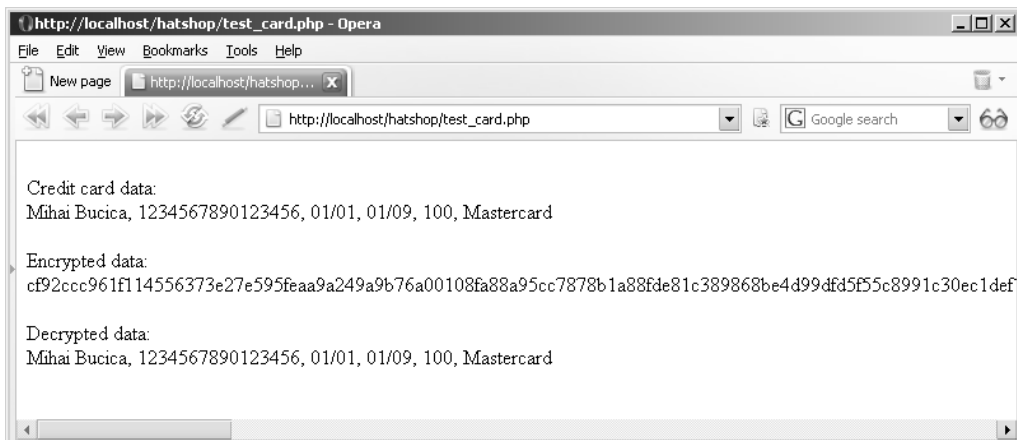 http://localhost/hatshop/test_card.php - Opera
File Edit View Bookmarks Tools Help
New page http://localhost/hatshop...
http://localhost/hatshop/test_card.php G Google search
Credit card data:
Mihai Bucica, 1234567890123456, 01/01, 01/09, 100, Mastercard
Encrypted data:
cf92ccc961f114556373e27e595feaa9a249a9b76a00108fa88a95cc7878b1a88fde81c389868be4d99dfd5f55c8991c30ec1def
Decrypted data:
Mihai Bucica, 1234567890123456, 01/01, 01/09, 100, Mastercard